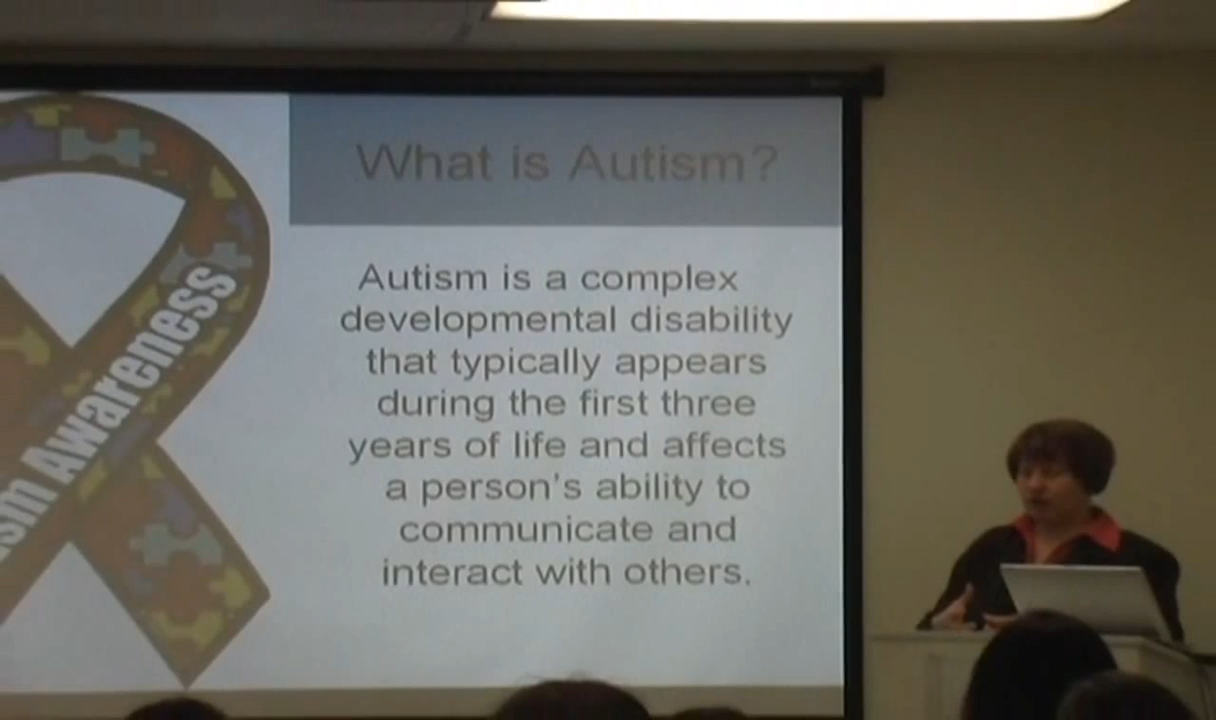 What is Autism?
Autism is a complex
developmental disability
that typically appears
during the first three
years of life and affects
a person's ability to
communicate and
interact with others.
sm Awareness